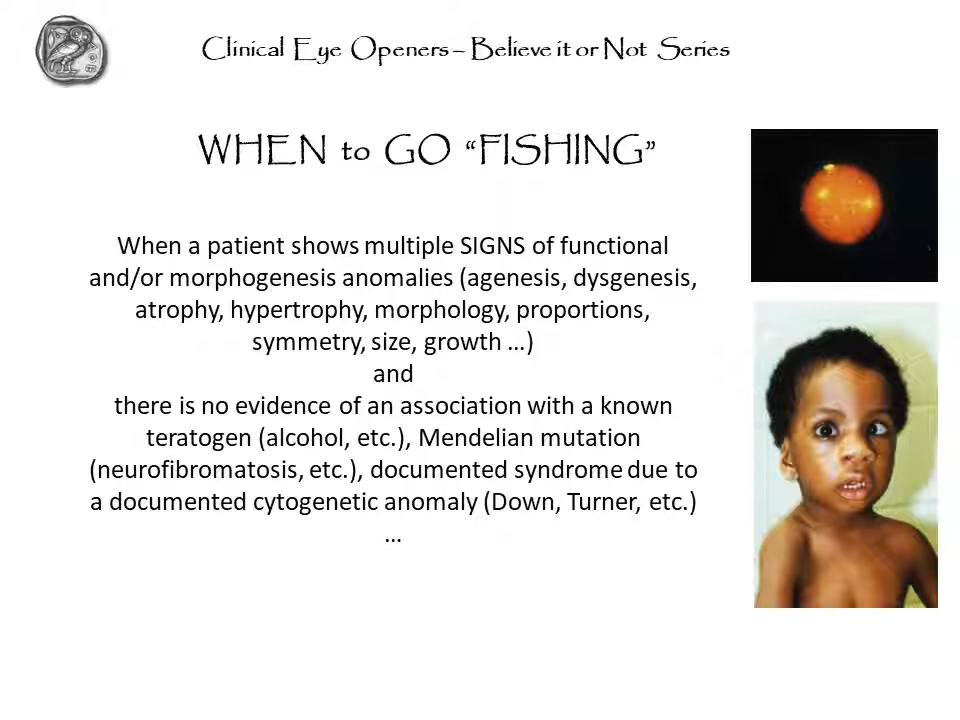 Clinical Eye Openers – Believe it or Not Series
WHEN to GO “FISHING”
When a patient shows multiple SIGNS of functional
and/or morphogenesis anomalies (agenesis, dysgenesis,
atrophy, hypertrophy, morphology, proportions,
symmetry, size, growth …)
and
there is no evidence of an association with a known
teratogen (alcohol, etc.), Mendelian mutation
(neurofibromatosis, etc.), documented syndrome due to
a documented cytogenetic anomaly (Down, Turner, etc.)
…